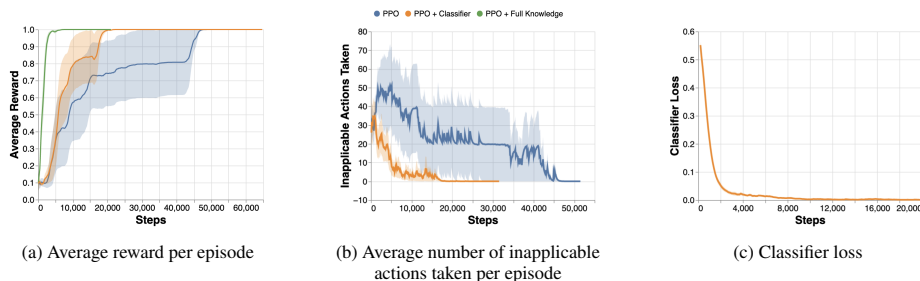 PPO PPO + Classifier PPO + Full Knowledge
Average Reward
1.0
0.9
0.8
0.7
0.6
0.5
0.4
0.3
0.2
0.1
0.0
0 10,000 20,000 30,000 40,000 50,000 60,000
Steps
(a) Average reward per episode
Inapplicable Actions Taken
80
70
60
50
40
30
20
10
0
−10
0 10,000 20,000 30,000 40,000 50,000
Steps
(b) Average number of inapplicable
actions taken per episode
Classifier Loss
0.6
0.5
0.4
0.3
0.2
0.1
0.0
0 4,000 8,000 12,000 16,000 20,000
Steps
(c) Classifier loss